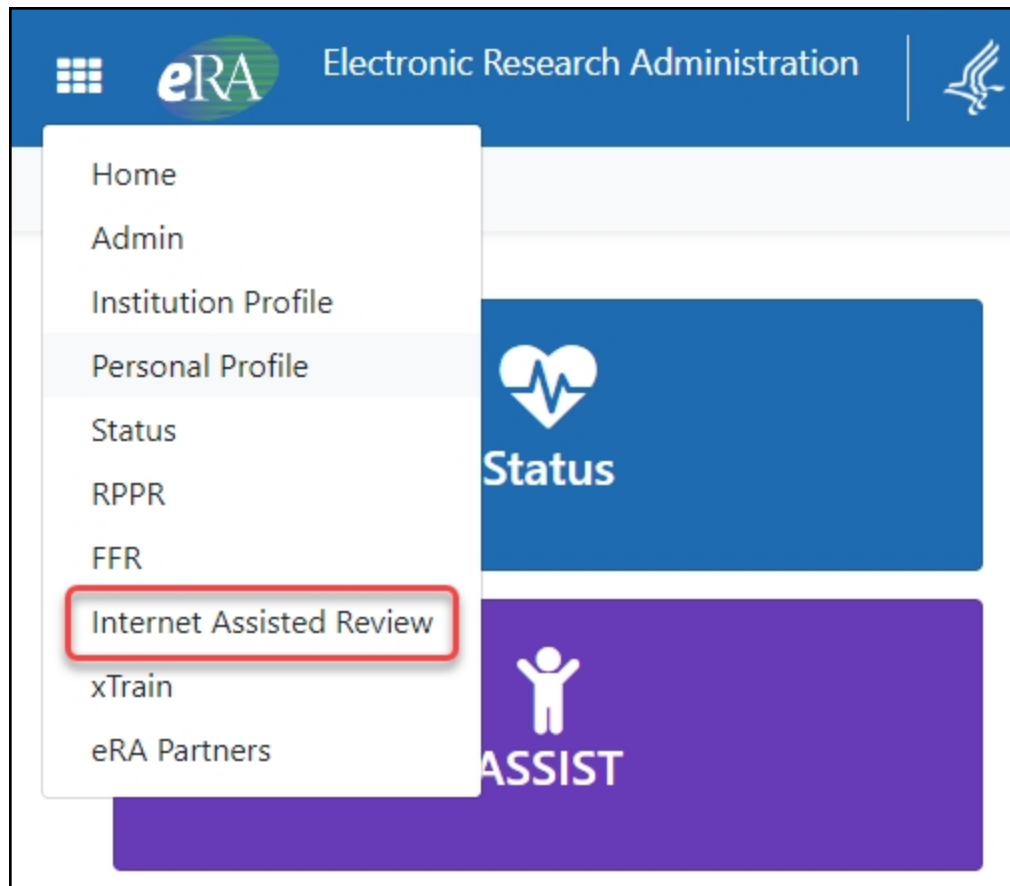 eRA
Electronic Research Administration
Home
Admin
Institution Profile
Personal Profile
Status
RPPR
FFR
Internet Assisted Review
xTrain
eRA Partners
Status
ASSIST